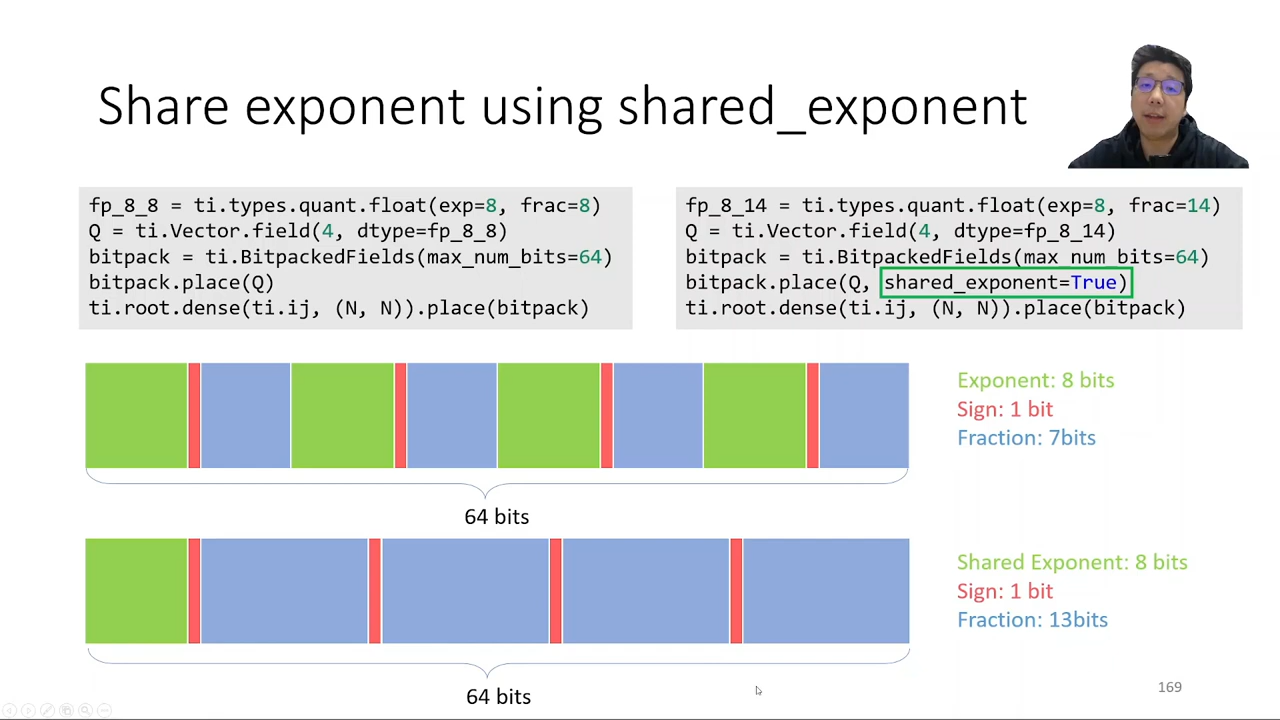 Share exponent using shared_exponent
fp_8_8 = ti.types.quant.float(exp=8, frac=8)
Q = ti.Vector.field(4, dtype=fp_8_8)
bitpack = ti.BitpackedFields(max_num_bits=64)
bitpack.place(Q)
ti.root.dense(ti.ij, (N, N)).place(bitpack)
fp_8_14 = ti.types.quant.float(exp=8, frac=14)
Q = ti.Vector.field(4, dtype=fp_8_14)
bitpack = ti.BitpackedFields(max_num_bits=64)
bitpack.place(Q, shared_exponent=True)
ti.root.dense(ti.ij, (N, N)).place(bitpack)
Exponent: 8 bits
Sign: 1 bit
Fraction: 7bits
64 bits
Shared Exponent: 8 bits
Sign: 1 bit
Fraction: 13bits
64 bits
169